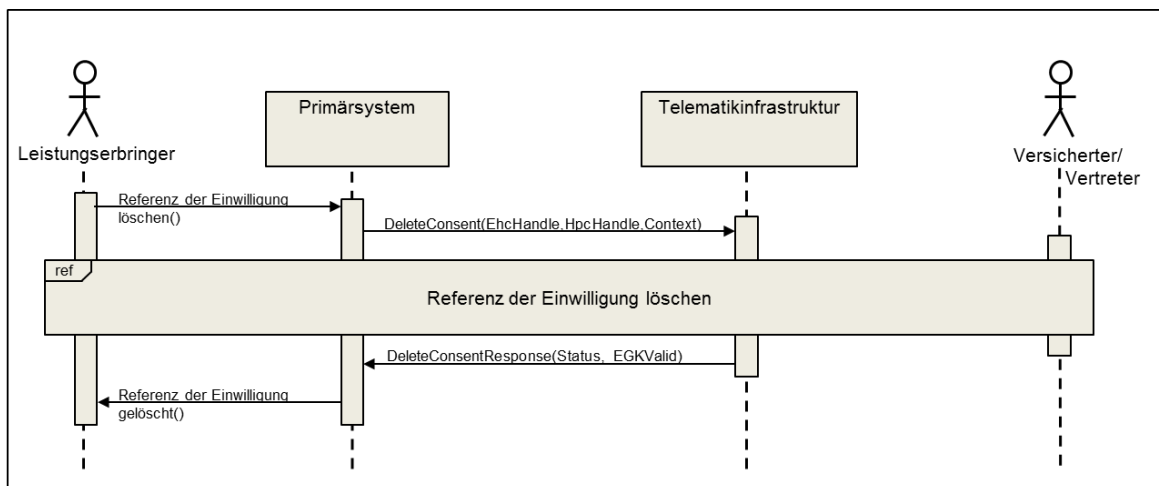 Primärsystem
Telematikinfrastruktur
Leistungserbringer
Versicherter/
Vertreter
Referenz der Einwilligung
löschen()
DeleteConsent(EhcHandle,HpcHandle,Context)
ref
Referenz der Einwilligung löschen
DeleteConsentResponse(Status, EGKValid)
Referenz der Einwilligung
gelöscht()